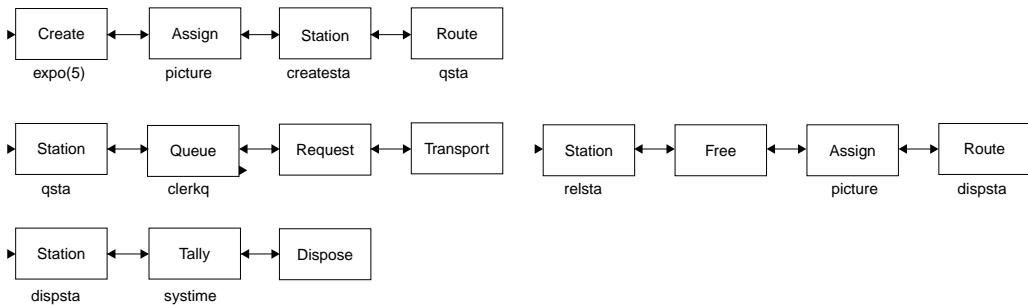 Create Assign Station Route
expo(5) picture createsta qsta
Station Queue Request Transport Station Free Assign Route
qsta clerkq relsta picture dispsta
Station Tally Dispose
dispsta systime